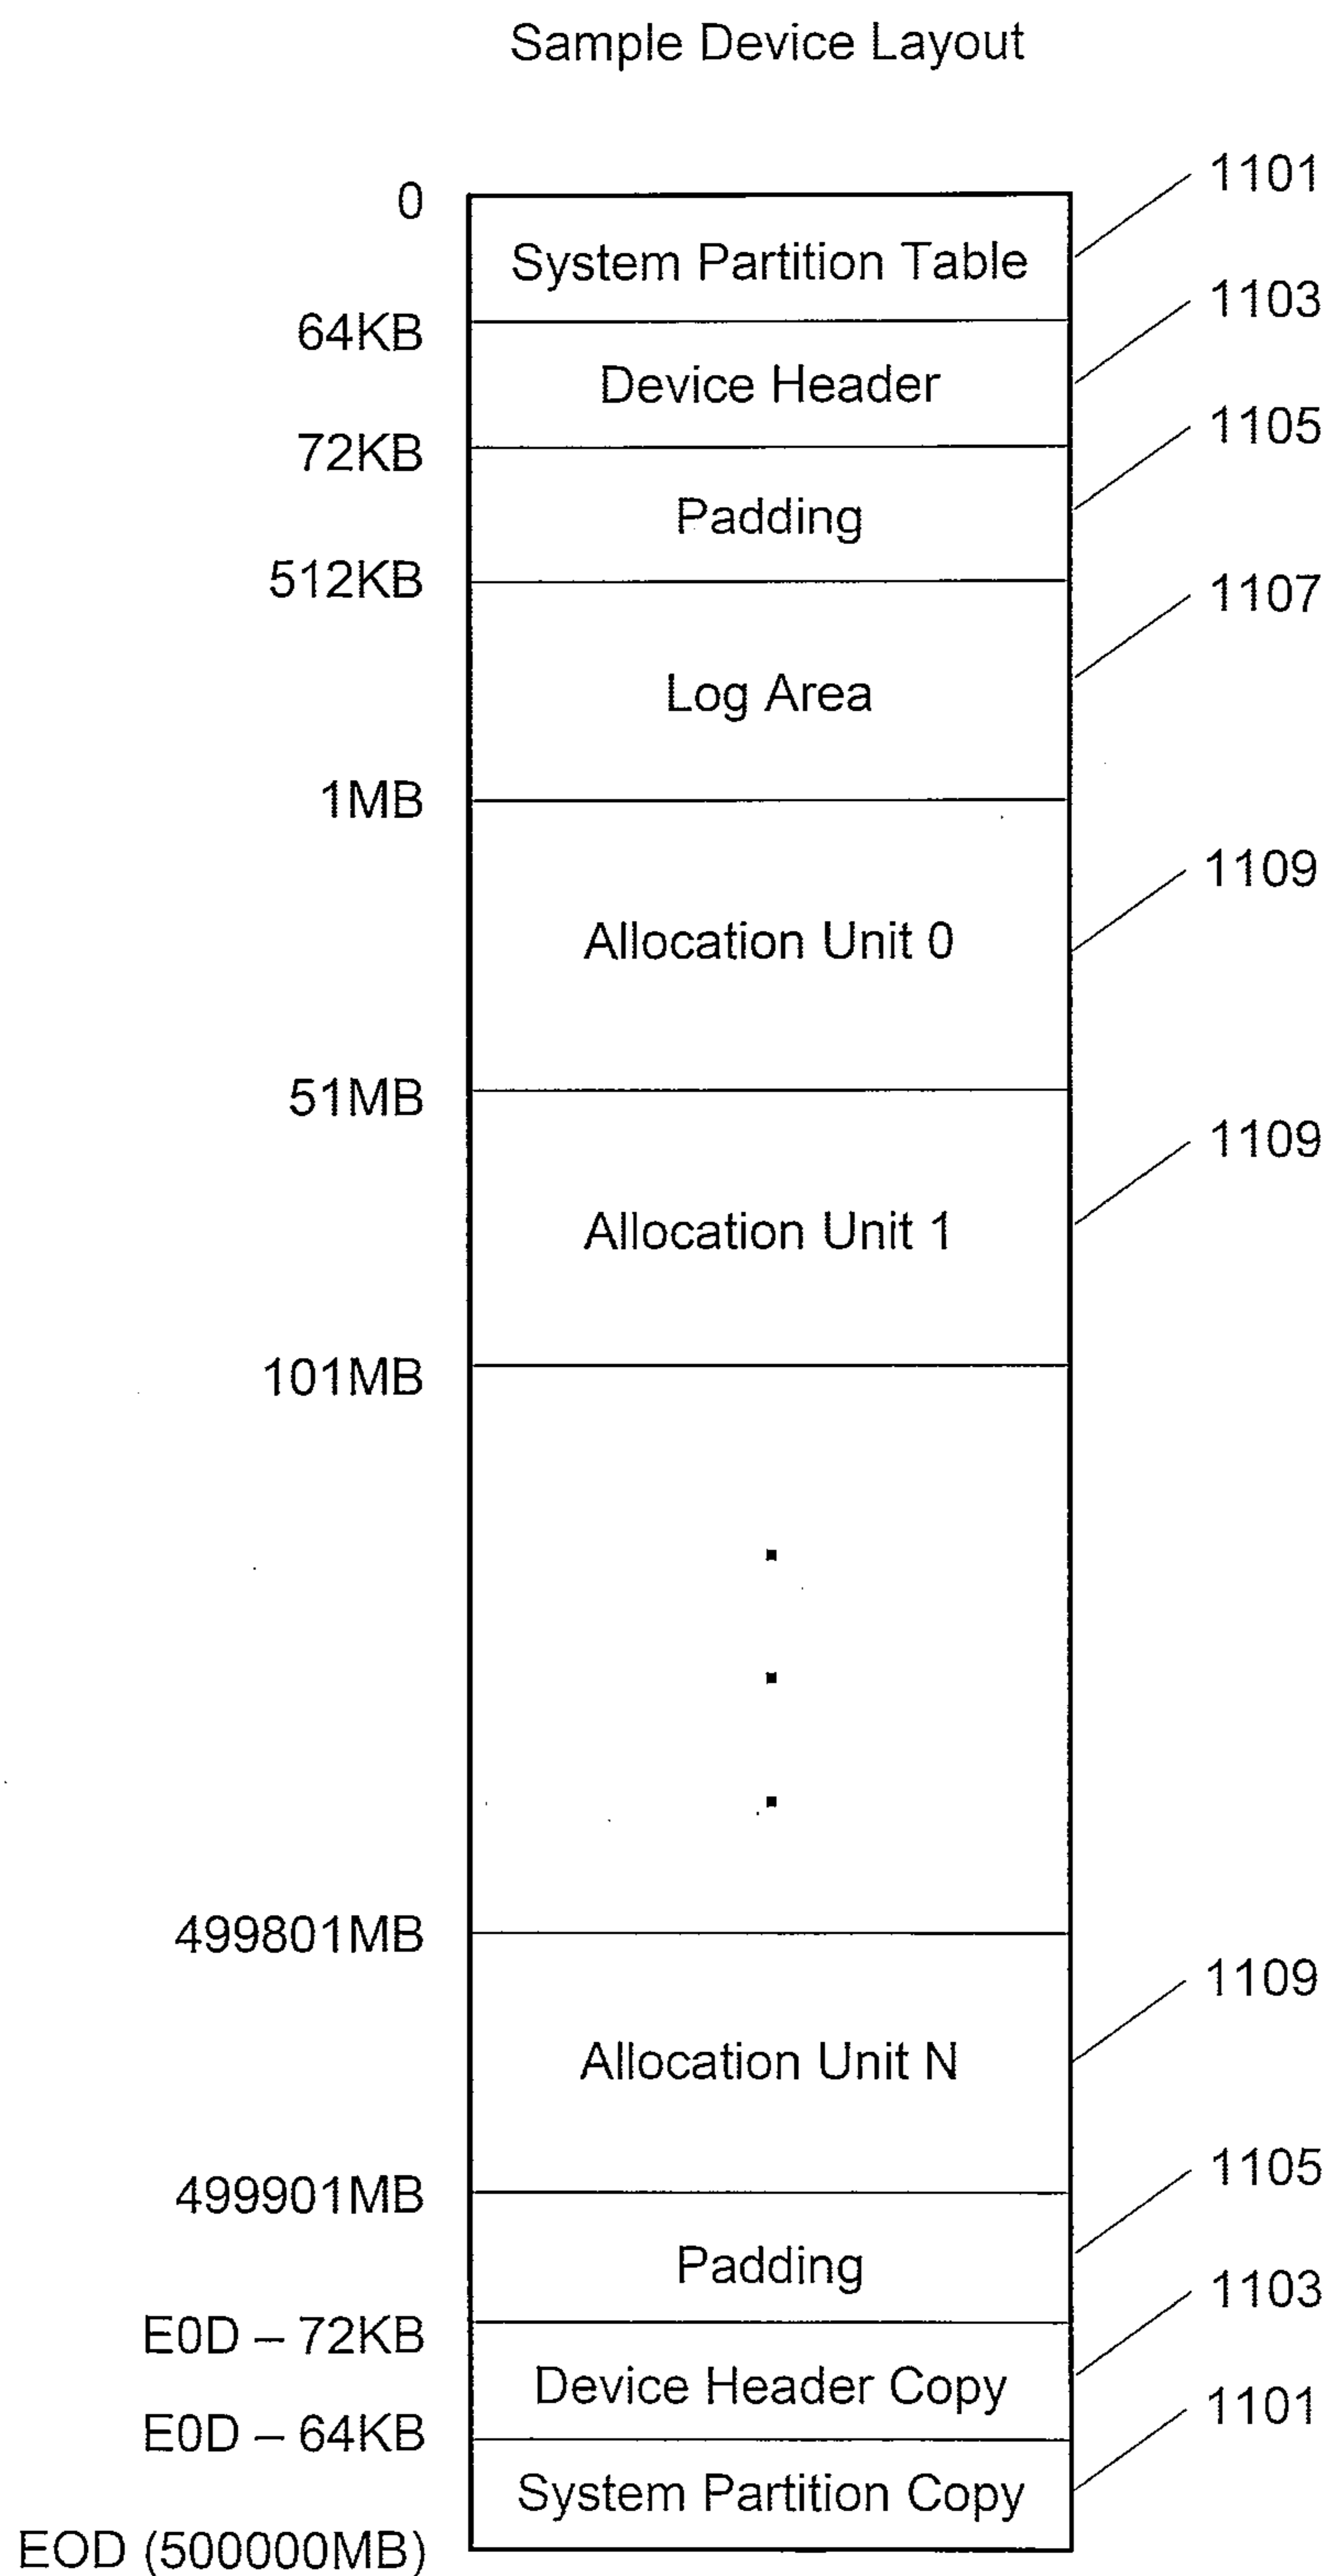 Sample Device Layout
0
1101
System Partition Table
64KB
1103
Device Header
72KB
1105
Padding
512KB
1107
Log Area
1MB
1109
Allocation Unit 0
51MB
1109
Allocation Unit 1
101MB
499801MB
1109
Allocation Unit N
499901MB
1105
Padding
E0D – 72KB
1103
Device Header Copy
E0D – 64KB
1101
System Partition Copy
EOD (500000MB)